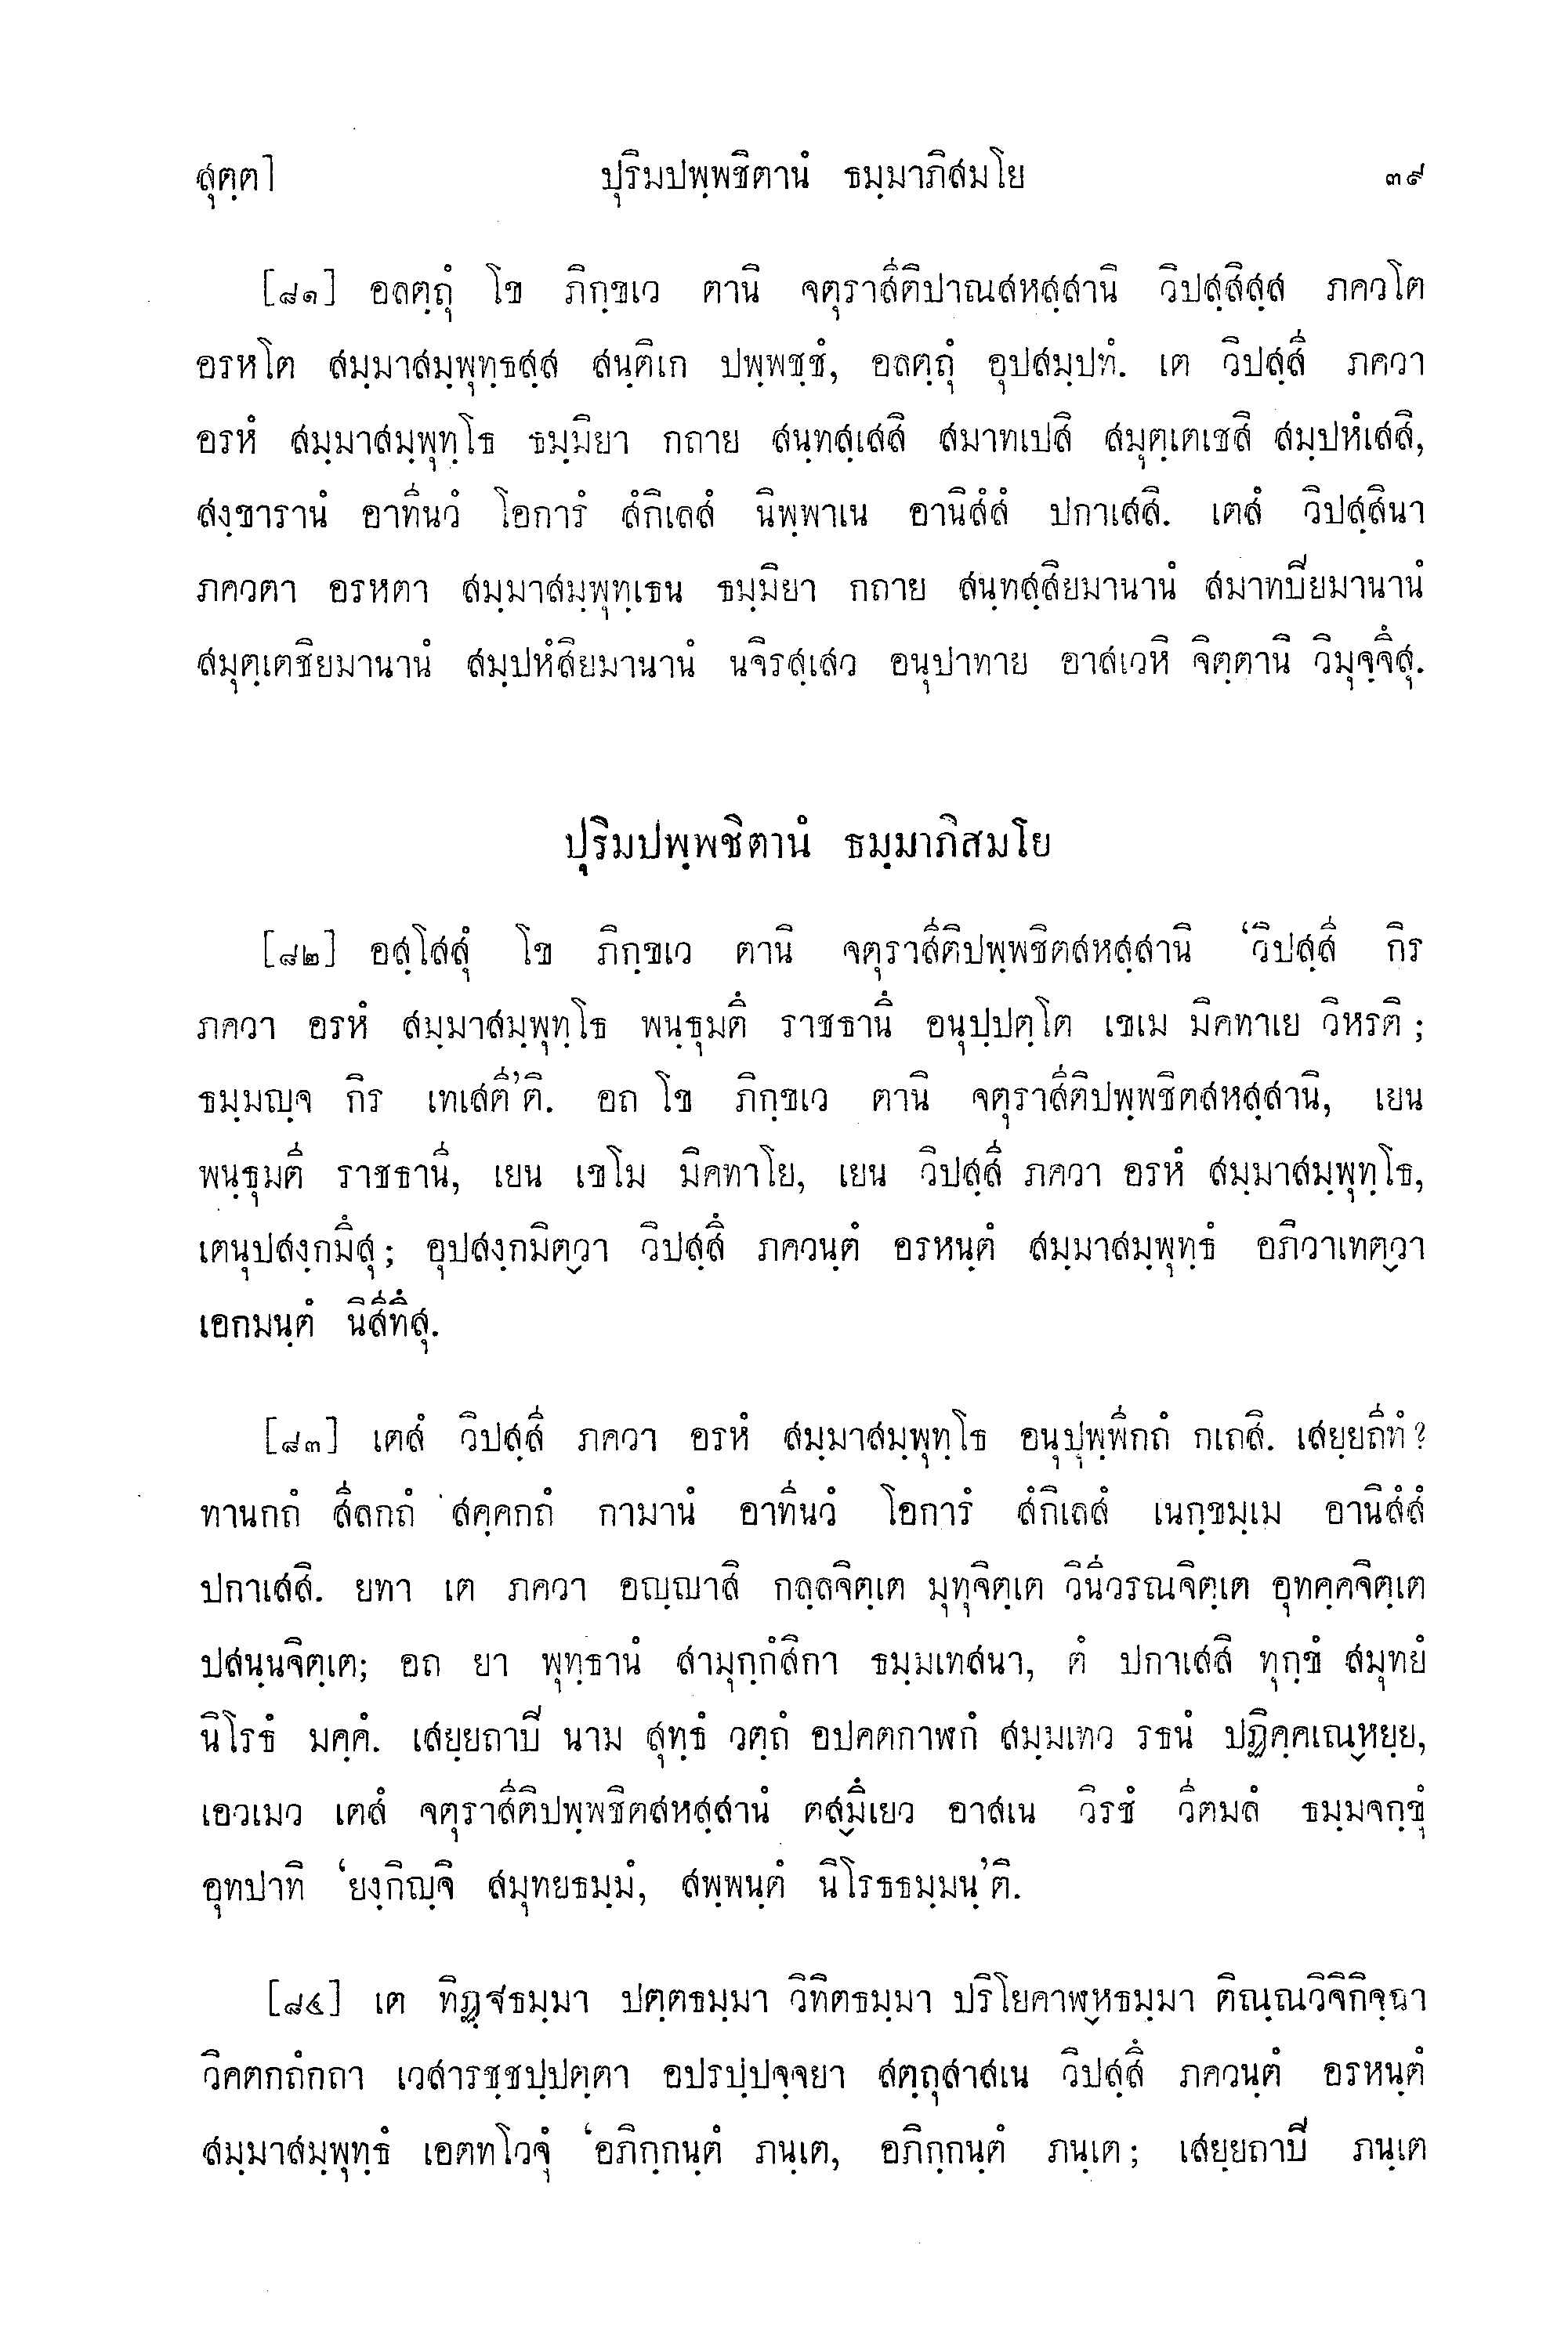 สุตฺต]  ปุริมปพฺพชิตานํ ธมฺมาภิสมโย  ๓๙
[๘๑] อลตฺถุํ โข ภิกฺขเว ตานิ จตุราสีติปาณสหสฺสานิ วิปสฺสิสฺส ภควโต
อรหโต สมฺมาสมฺพุทฺธสฺส สนฺติเก ปพฺพชฺชํ, อลตฺถุํ อุปสมฺปทํ. เต วิปสฺสี ภควา
อรหํ สมฺมาสมฺพุทฺโธ ธมฺมิยา กถาย สนฺทสฺเสสิ สมาทเปสิ สมุตฺเตเชสิ สมฺปหํเสสิ,
สงฺขารานํ อาทีนวํ โอการํ สํกิเลสํ นิพฺพาเน อานิสํสํ ปกาเสสิ. เตสํ วิปสฺสินา
ภควตา อรหตา สมฺมาสมฺพุทฺเธน ธมฺมิยา กถาย สนฺทสฺสิยมานานํ สมาทปิยมานานํ
สมุตฺเตชิยมานานํ สมฺปหํสิยมานานํ นจิรสฺเสว อนุปาทาย อาสเวหิ จิตฺตานิ วิมุจฺจึสุ.
ปุริมปพฺพชิตานํ ธมฺมาภิสมโย
[๘๒] อสฺโสสุํ โข ภิกฺขเว ตานิ จตุราสีติปพฺพชิตสหสฺสานิ ‘วิปสฺสี กิร
ภควา อรหํ สมฺมาสมฺพุทฺโธ พนฺธุมตึ ราชธานึ อนุปฺปตฺโต เขเม มิคทาเย วิหรติ;
ธมฺมญฺจ กิร เทเสตี’ติ. อถ โข ภิกฺขเว ตานิ จตุราสีติปพฺพชิตสหสฺสานิ, เยน
พนฺธุมตี ราชธานี, เยน เขโม มิคทาโย, เยน วิปสฺสี ภควา อรหํ สมฺมาสมฺพุทฺโธ,
เตนุปสงฺกมึสุ; อุปสงฺกมิตฺวา วิปสฺสึ ภควนฺตํ อรหนฺตํ สมฺมาสมฺพุทฺธํ อภิวาเทตฺวา
เอกมนฺตํ นิสีทึสุ.
[๘๓] เตสํ วิปสฺสี ภควา อรหํ สมฺมาสมฺพุทฺโธ อนุปุพฺพีกถํ กเถสิ. เสยฺยถีทํ?
ทานกถํ สีลกถํ สคฺคกถํ กามานํ อาทีนวํ โอการํ สํกิเลสํ เนกฺขมฺเม อานิสํสํ
ปกาเสสิ. ยทา เต ภควา อญฺญาสิ กลฺลจิตฺเต มุทุจิตฺเต วินีวรณจิตฺเต อุทคฺคจิตฺเต
ปสนฺนจิตฺเต; อถ ยา พุทฺธานํ สามุกฺกํสิกา ธมฺมเทสนา, ตํ ปกาเสสิ ทุกฺขํ สมุทยํ
นิโรธํ มคฺคํ. เสยฺยถาปิ นาม สุทฺธํ วตฺถํ อปคตกาฬกํ สมฺมเทว รชนํ ปฏิคฺคเณฺหยฺย,
เอวเมว เตสํ จตุราสีติปพฺพชิตสหสฺสานํ ตสฺมึเยว อาสเน วิรชํ วีตมลํ ธมฺมจกฺขุํ
อุทปาทิ ‘ยงฺกิญฺจิ สมุทยธมฺมํ, สพฺพนฺตํ นิโรธธมฺมนฺ’ติ.
[๘๔] เต ทิฏฺฐธมฺมา ปตฺตธมฺมา วิทิตธมฺมา ปริโยคาฬฺหธมฺมา ติณฺณวิจิกิจฺฉา
วิคตกถํกถา เวสารชฺชปฺปตฺตา อปรปฺปจฺจยา สตฺถุสาสเน วิปสฺสึ ภควนฺตํ อรหนฺตํ
สมฺมาสมฺพุทฺธํ เอตทโวจุํ ‘อภิกฺกนฺตํ ภนฺเต, อภิกฺกนฺตํ ภนฺเต; เสยฺยถาปิ ภนฺเต